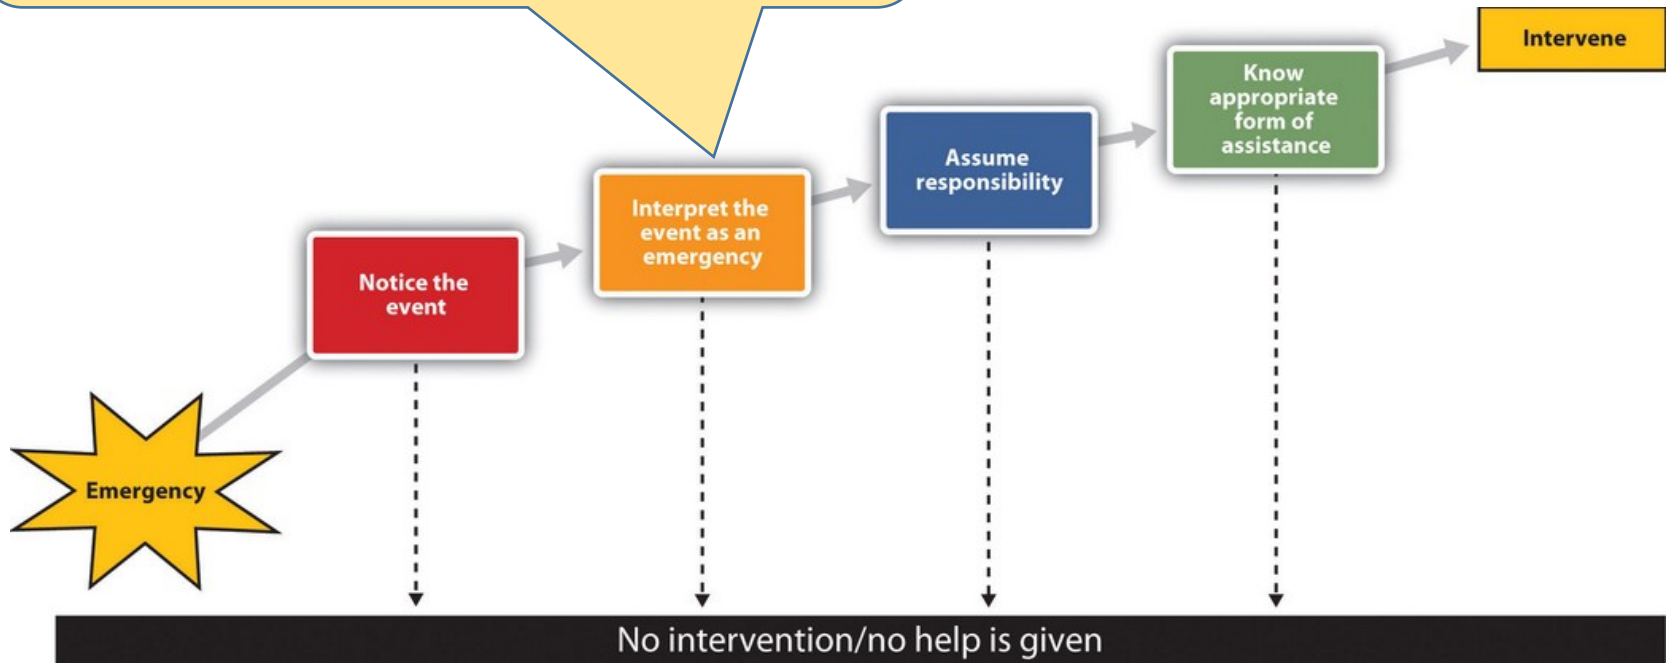 Emergency
Notice the
event
Interpret the
event as an
emergency
Assume
responsibility
Know
appropriate
form of
assistance
Intervene
No intervention/no help is given